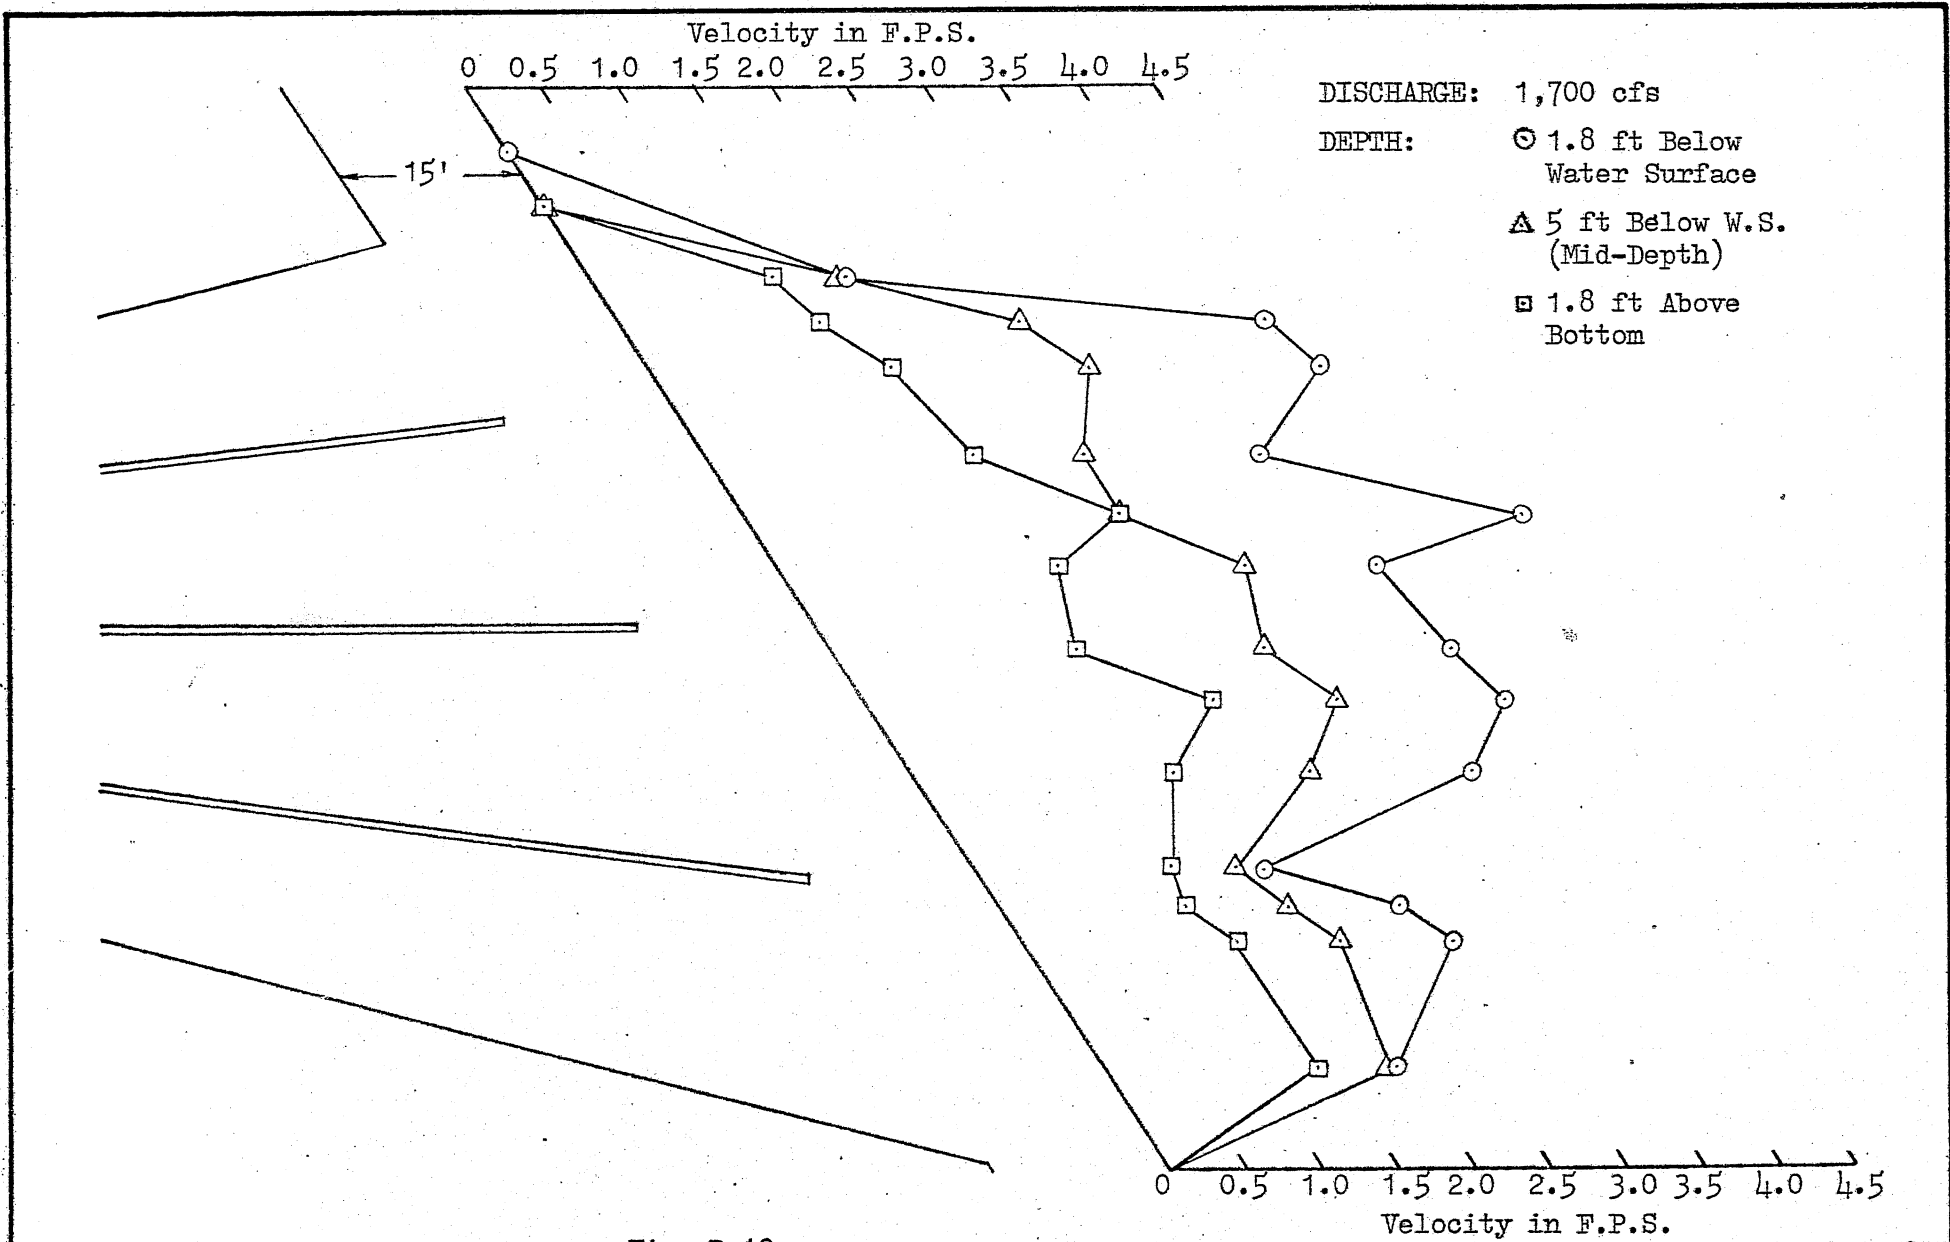 Velocity in F.P.S.
0 0.5 1.0 1.5 2.0 2.5 3.0 3.5 4.0 4.5
DISCHARGE: 1,700 cfs
DEPTH: 1.8 ft Below
Water Surface
5 ft Below W.S.
(Mid-Depth)
1.8 ft Above
Bottom
15'
0 0.5 1.0 1.5 2.0 2.5 3.0 3.5 4.0 4.5
Velocity in F.P.S.